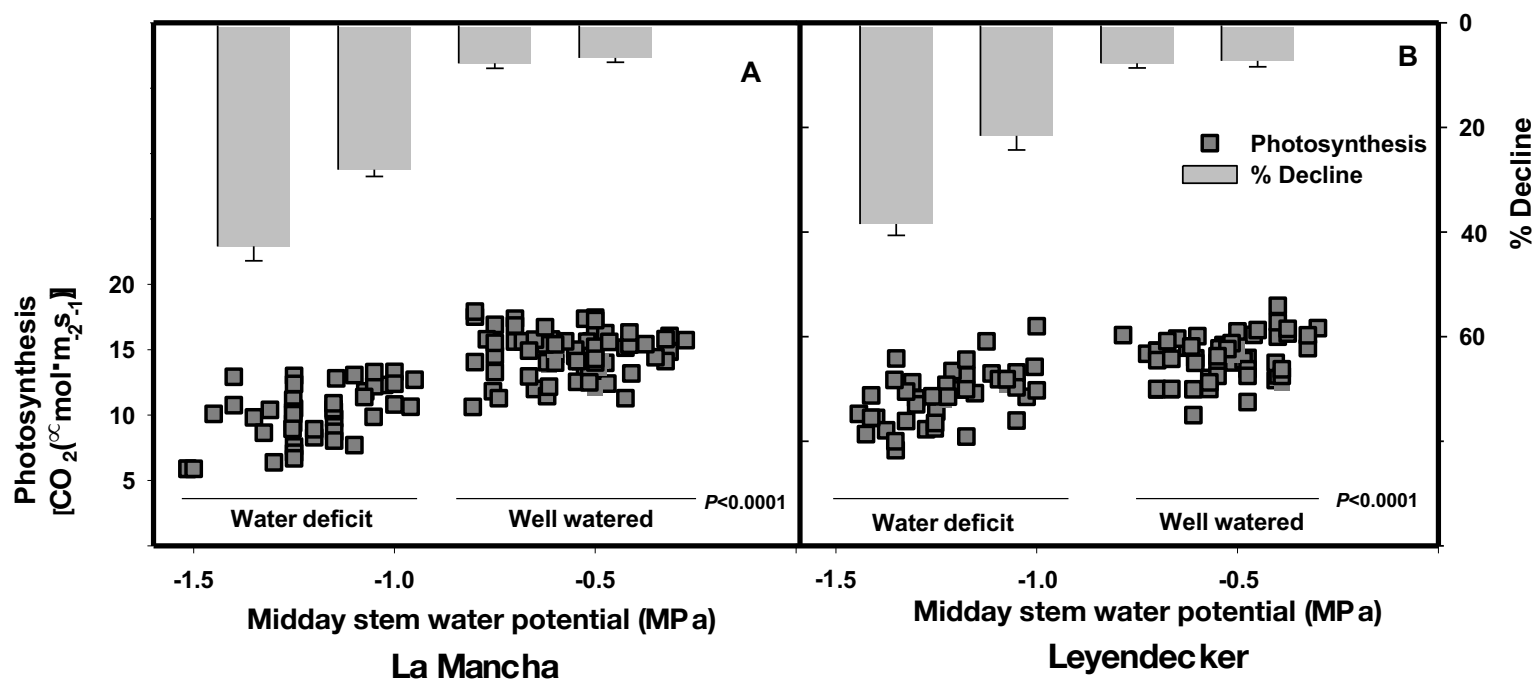 0
A
B
20
Photosynthesis
% Decline
40
% Decline
20
15
10
5
60
Photosynthesis
[CO2(∝mol*m-2s-1)]
P<0.0001
P<0.0001
Water deficit
Well watered
Water deficit
Well watered
-1.5
-1.0
-0.5
-1.5
-1.0
-0.5
Midday stem water potential (MPa)
Midday stem water potential (MPa)
La Mancha
Leyendecker